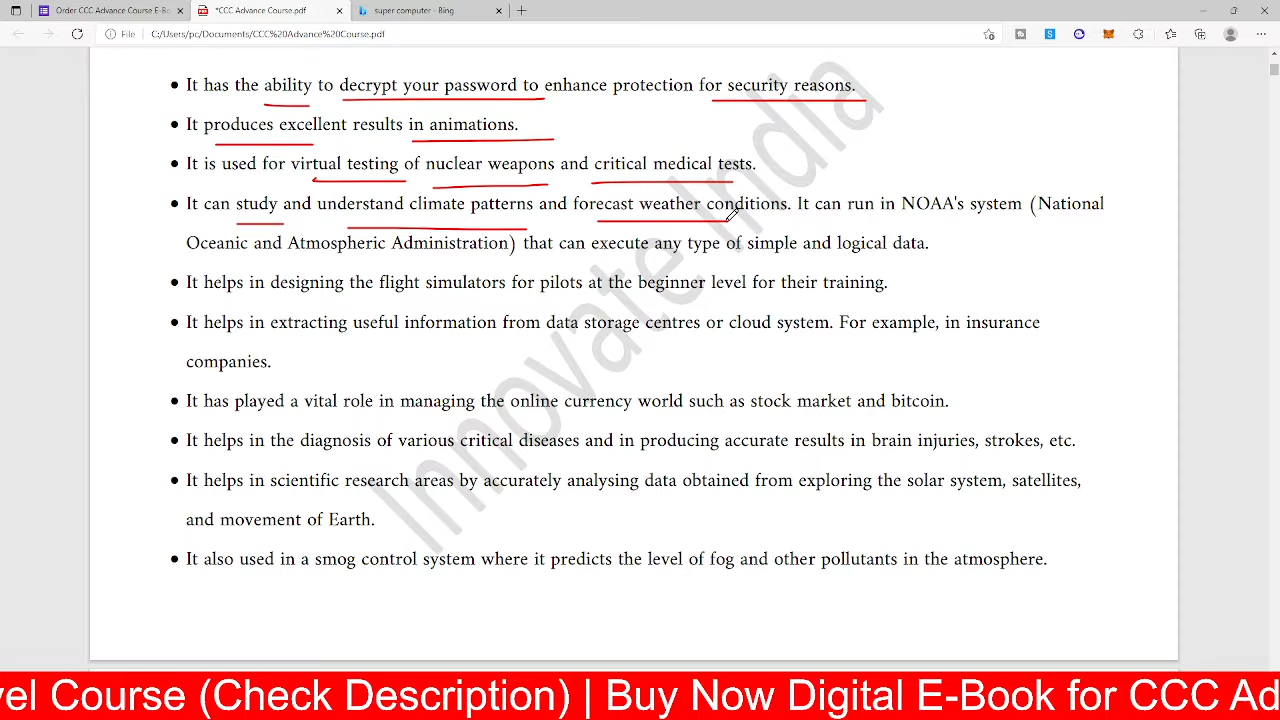 Order CCC Advance Course E-B
*CCC Advance Course.pdf
super computer - Bing
File
C:/Users/pc/Documents/CCC%20Advance%20Course.pdf
• It has the ability to decrypt your password to enhance protection for security reasons.
• It produces excellent results in animations.
• It is used for virtual testing of nuclear weapons and critical medical tests.
• It can study and understand climate patterns and forecast weather conditions. It can run in NOAA's system (National
Oceanic and Atmospheric Administration) that can execute any type of simple and logical data.
• It helps in designing the flight simulators for pilots at the beginner level for their training.
• It helps in extracting useful information from data storage centres or cloud system. For example, in insurance
companies.
• It has played a vital role in managing the online currency world such as stock market and bitcoin.
• It helps in the diagnosis of various critical diseases and in producing accurate results in brain injuries, strokes, etc.
• It helps in scientific research areas by accurately analysing data obtained from exploring the solar system, satellites,
and movement of Earth.
• It also used in a smog control system where it predicts the level of fog and other pollutants in the atmosphere.
Innovate India
vel Course (Check Description) | Buy Now Digital E-Book for CCC Ad